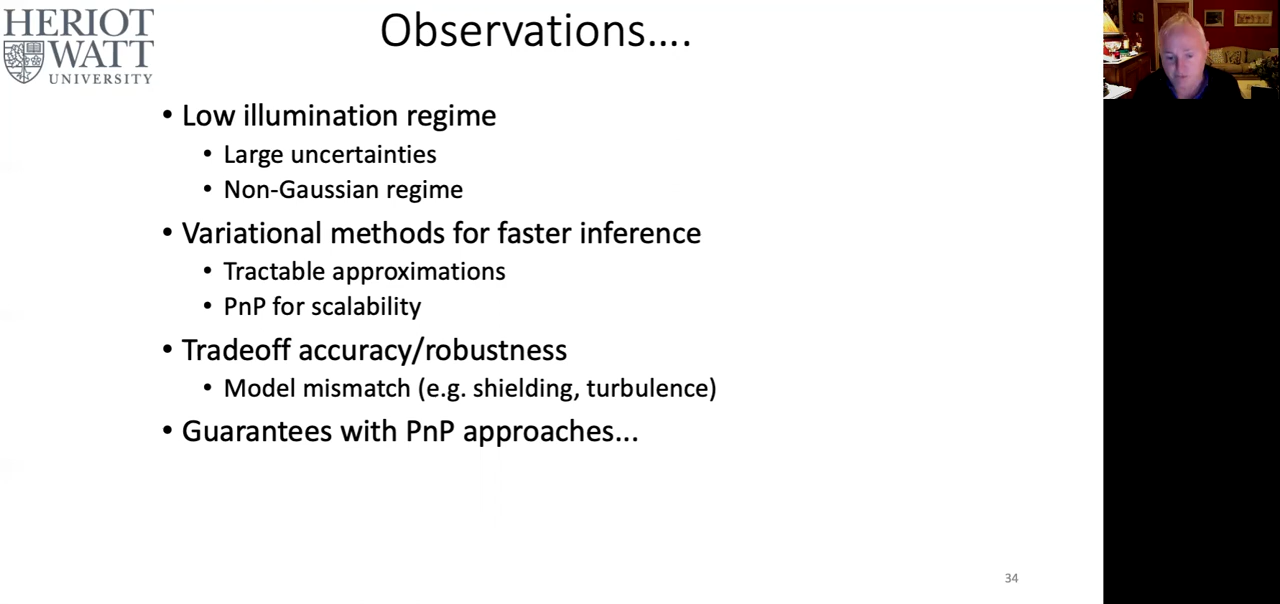 HERIOT
WATT
UNIVERSITY
Observations....
• Low illumination regime
• Large uncertainties
• Non-Gaussian regime
• Variational methods for faster inference
• Tractable approximations
• PnP for scalability
• Tradeoff accuracy/robustness
• Model mismatch (e.g. shielding, turbulence)
• Guarantees with PnP approaches...
34